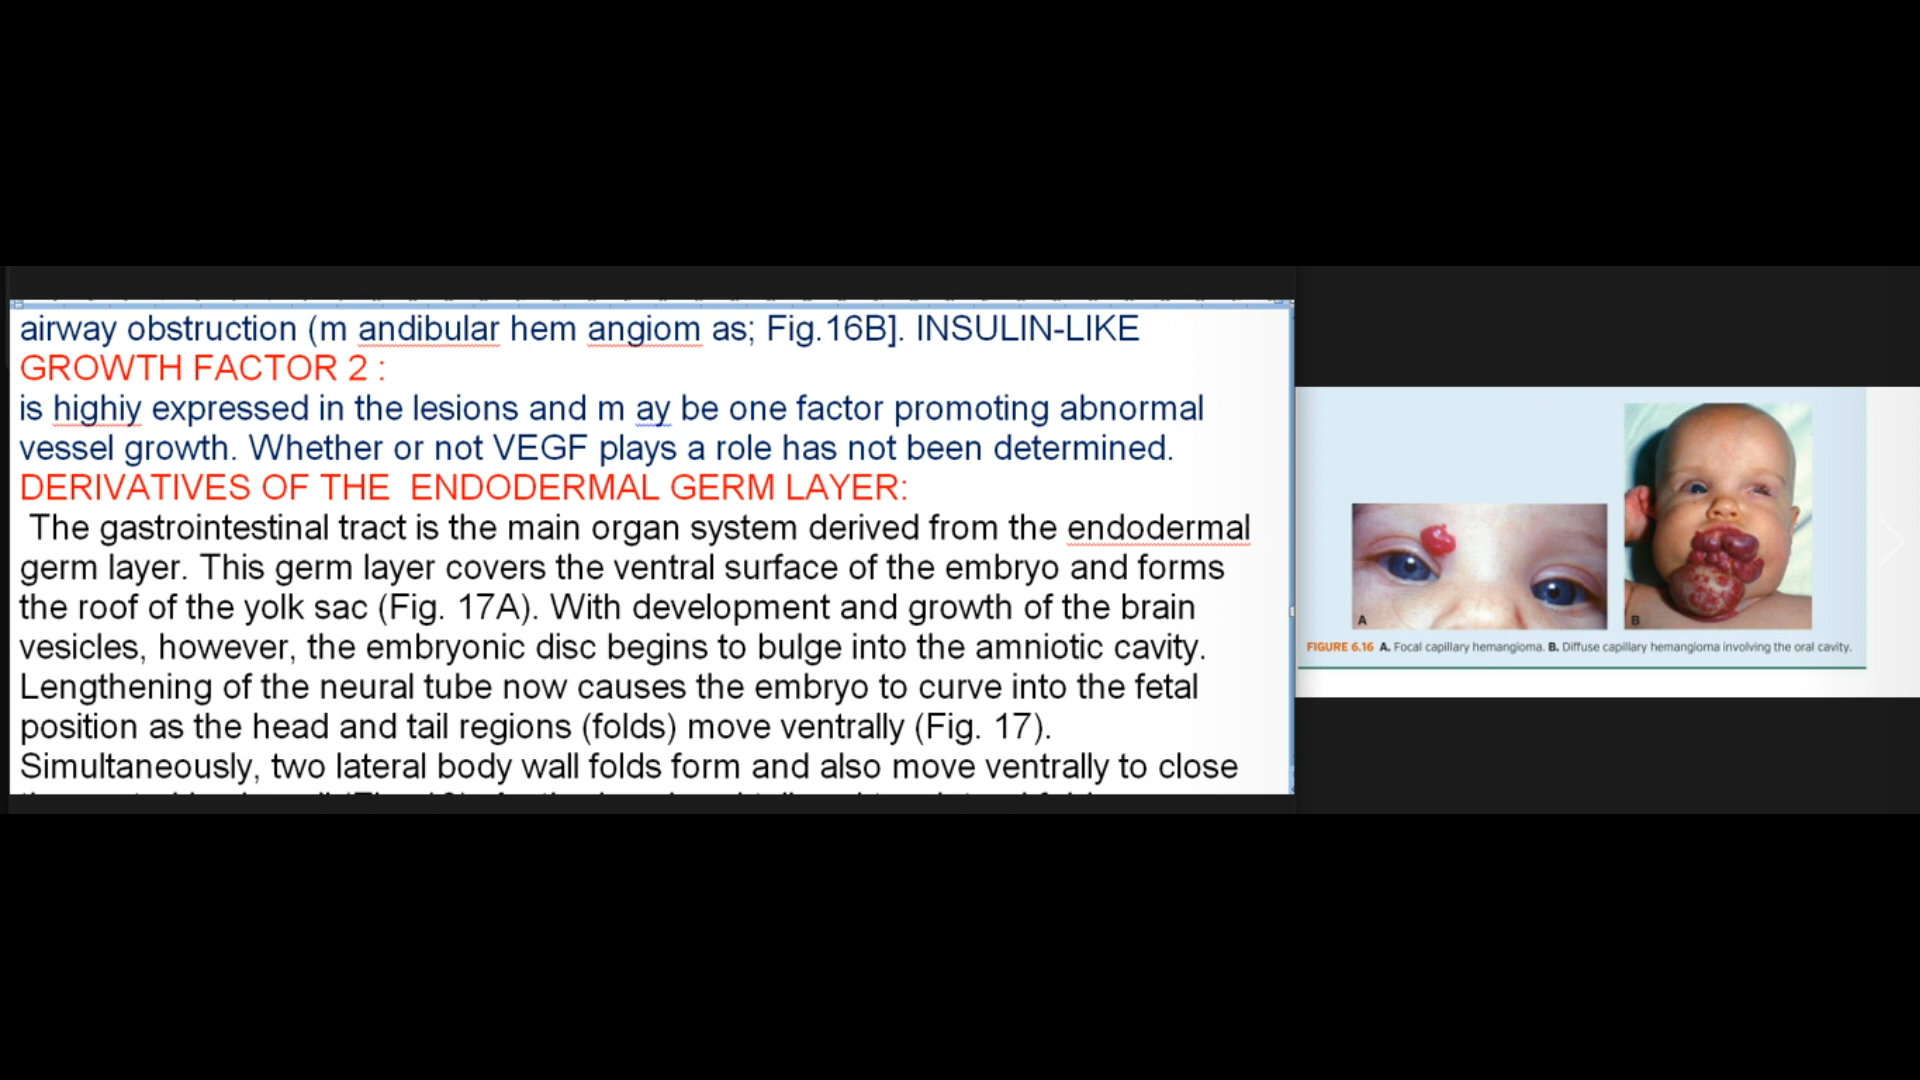 airway obstruction (m andibular hem angiom as; Fig.16B]. INSULIN-LIKE
GROWTH FACTOR 2 :
is highiy expressed in the lesions and m ay be one factor promoting abnormal
vessel growth. Whether or not VEGF plays a role has not been determined.
DERIVATIVES OF THE  ENDODERMAL GERM LAYER:
The gastrointestinal tract is the main organ system derived from the endodermal
germ layer. This germ layer covers the ventral surface of the embryo and forms
the roof of the yolk sac (Fig. 17A). With development and growth of the brain
vesicles, however, the embryonic disc begins to bulge into the amniotic cavity.
Lengthening of the neural tube now causes the embryo to curve into the fetal
position as the head and tail regions (folds) move ventrally (Fig. 17).
Simultaneously, two lateral body wall folds form and also move ventrally to close
A
B
FIGURE 6.16 A. Focal capillary hemangioma. B. Diffuse capillary hemangioma involving the oral cavity.